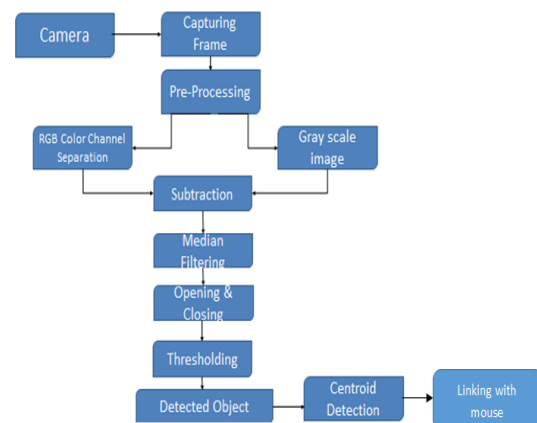 Camera
Capturing
Frame
Pre-Processing
RGB Color Channel
Separation
Gray scale
image
Subtraction
Median
Filtering
Opening &
Closing
Thresholding
Detected Object
Centroid
Detection
Linking with
mouse